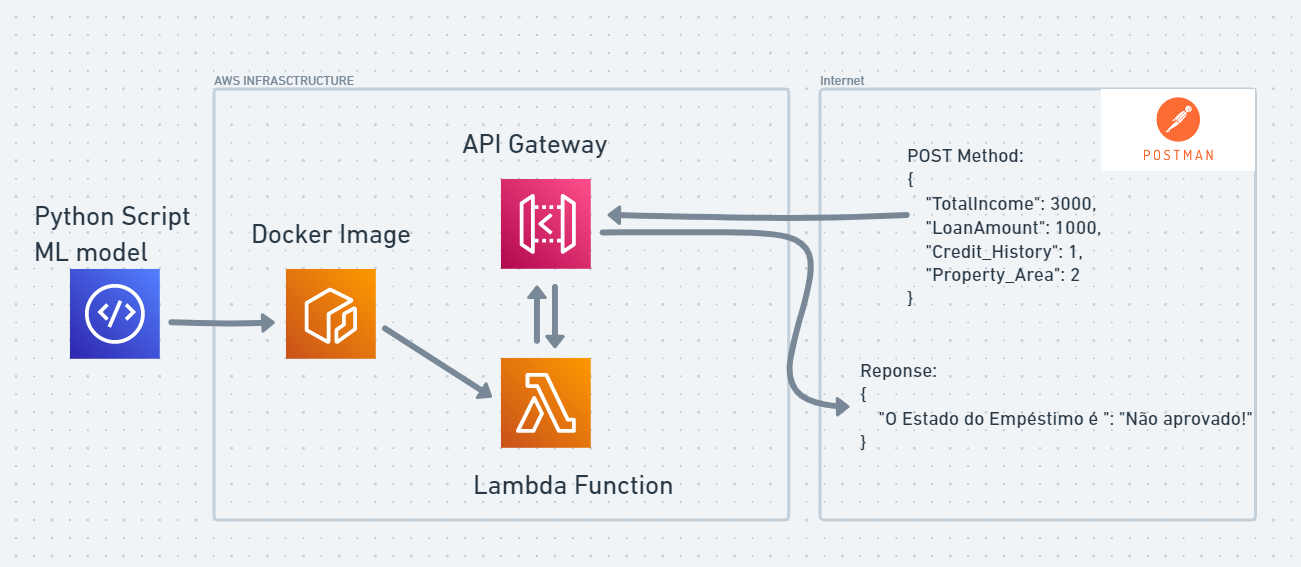 AWS INFRASCTRUCTURE
Internet
POSTMAN
API Gateway
POST Method:
{
"TotalIncome": 3000,
"LoanAmount": 1000,
"Credit_History": 1,
"Property_Area": 2
}
Python Script
ML model
Docker Image
Lambda Function
Reponse:
{
"O Estado do Empéstimo é ": "Não aprovado!"
}